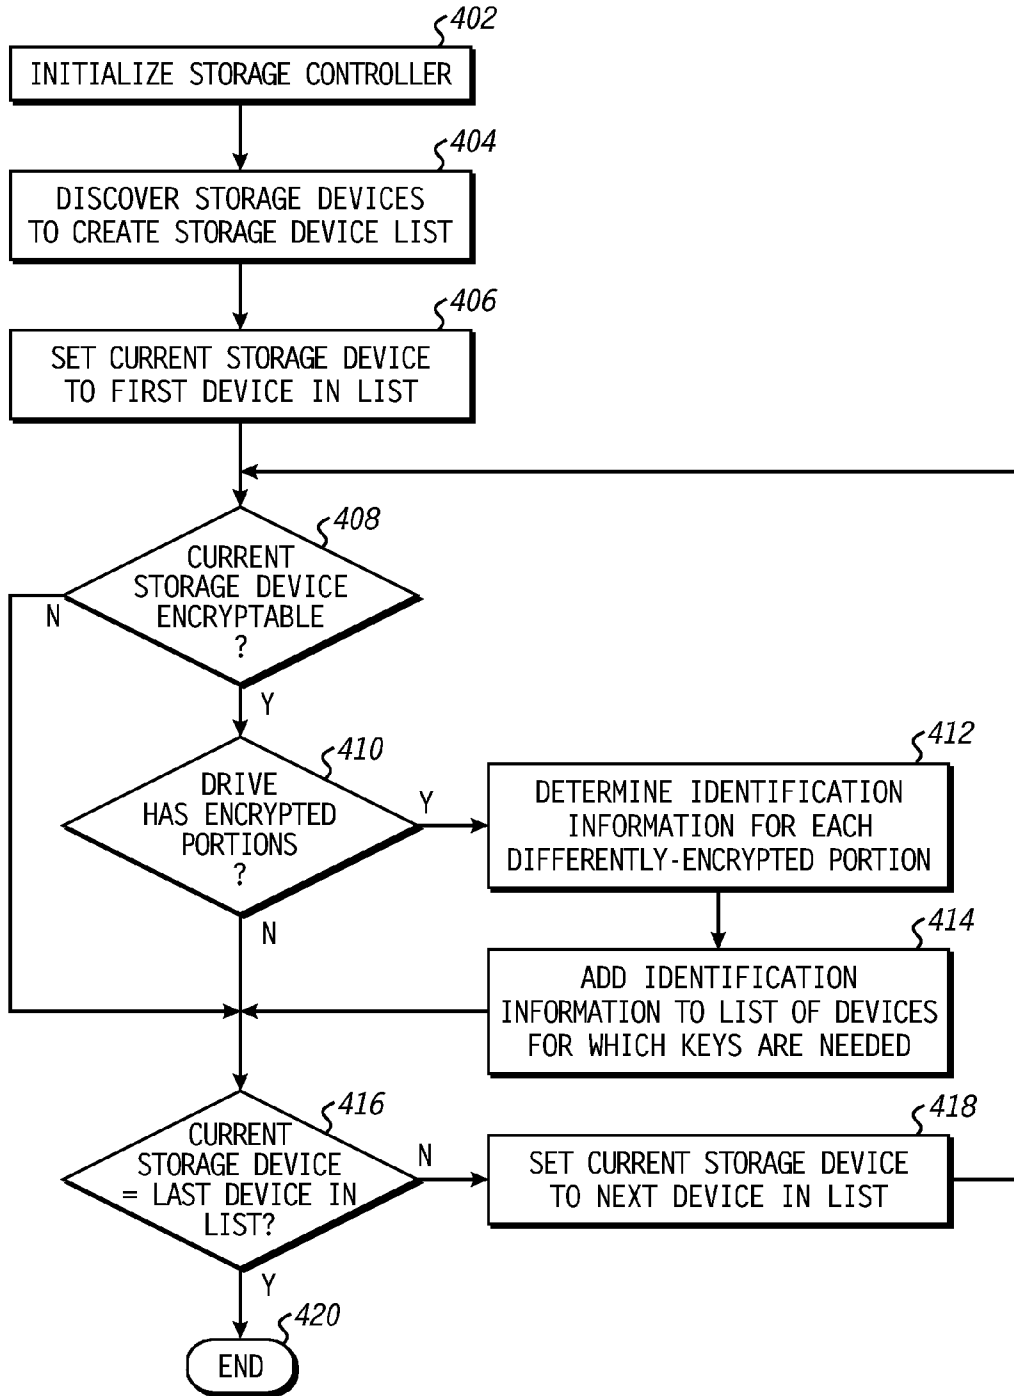 402
INITIALIZE STORAGE CONTROLLER
404
DISCOVER STORAGE DEVICES
TO CREATE STORAGE DEVICE LIST
406
SET CURRENT STORAGE DEVICE
TO FIRST DEVICE IN LIST
408
CURRENT
STORAGE DEVICE
ENCRYPTABLE
?
N
Y
410
DRIVE
HAS ENCRYPTED
PORTIONS
?
Y
N
412
DETERMINE IDENTIFICATION
INFORMATION FOR EACH
DIFFERENTLY-ENCRYPTED PORTION
414
ADD IDENTIFICATION
INFORMATION TO LIST OF DEVICES
FOR WHICH KEYS ARE NEEDED
416
CURRENT
STORAGE DEVICE
= LAST DEVICE IN
LIST?
N
Y
418
SET CURRENT STORAGE DEVICE
TO NEXT DEVICE IN LIST
420
END